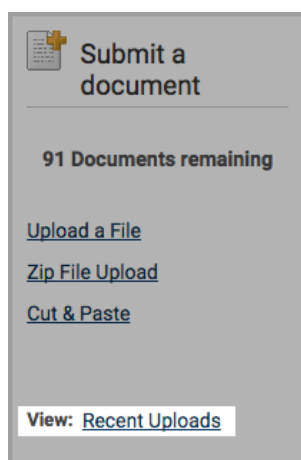 Submit a
document
91 Documents remaining
Upload a File
Zip File Upload
Cut & Paste
View: Recent Uploads